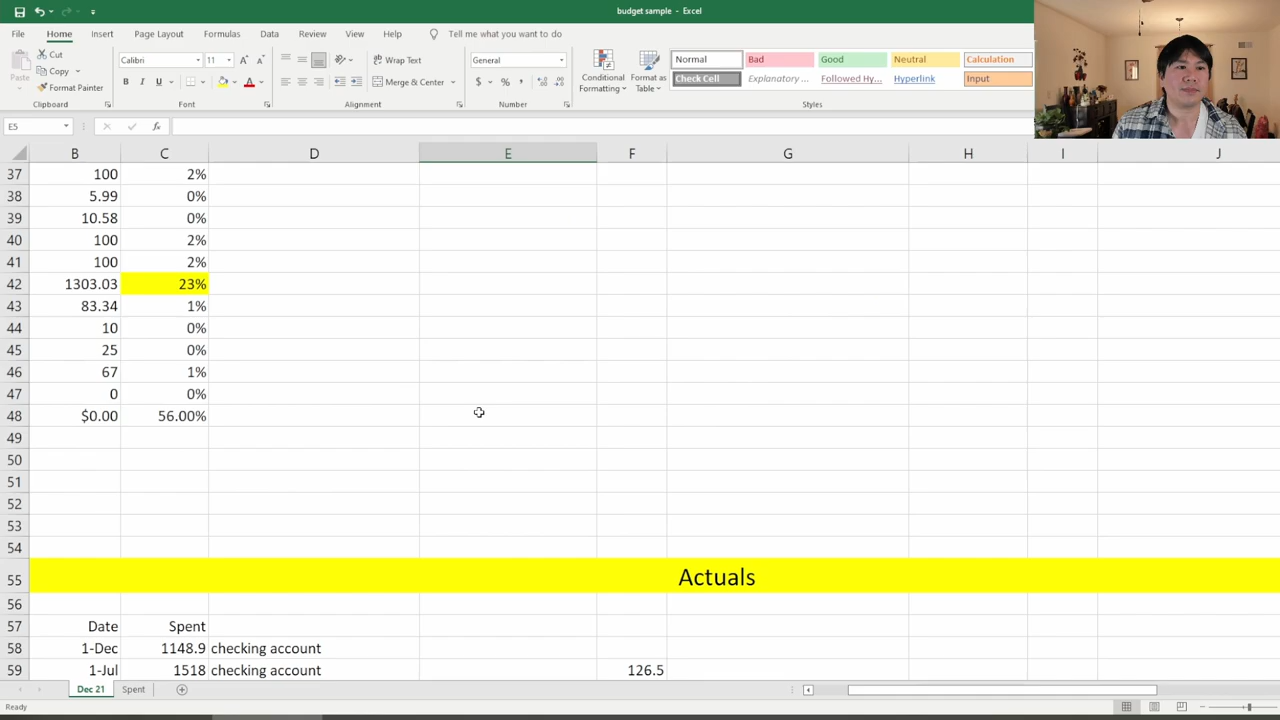 budget sample - Excel
File Home Insert Page Layout Formulas Data Review View Help Tell me what you want to do
Paste
Cut
Copy
Format Painter
Clipboard
Calibri 11 A A
B I U A
Font
Wrap Text
Merge & Center
Alignment
General
$ % ,
Number
Conditional Formatting
Format as Table
Normal Bad Good Neutral Calculation
Check Cell Explanatory ... Followed Hy... Hyperlink Input
Styles
E5 fx
B C D E F G H I J
37 100 2%
38 5.99 0%
39 10.58 0%
40 100 2%
41 100 2%
42 1303.03 23%
43 83.34 1%
44 10 0%
45 25 0%
46 67 1%
47 0 0%
48 $0.00 56.00%
49
50
51
52
53
54
55 Actuals
56
57 Date Spent
58 1-Dec 1148.9 checking account
59 1-Jul 1518 checking account 126.5
Dec 21 Spent
Ready